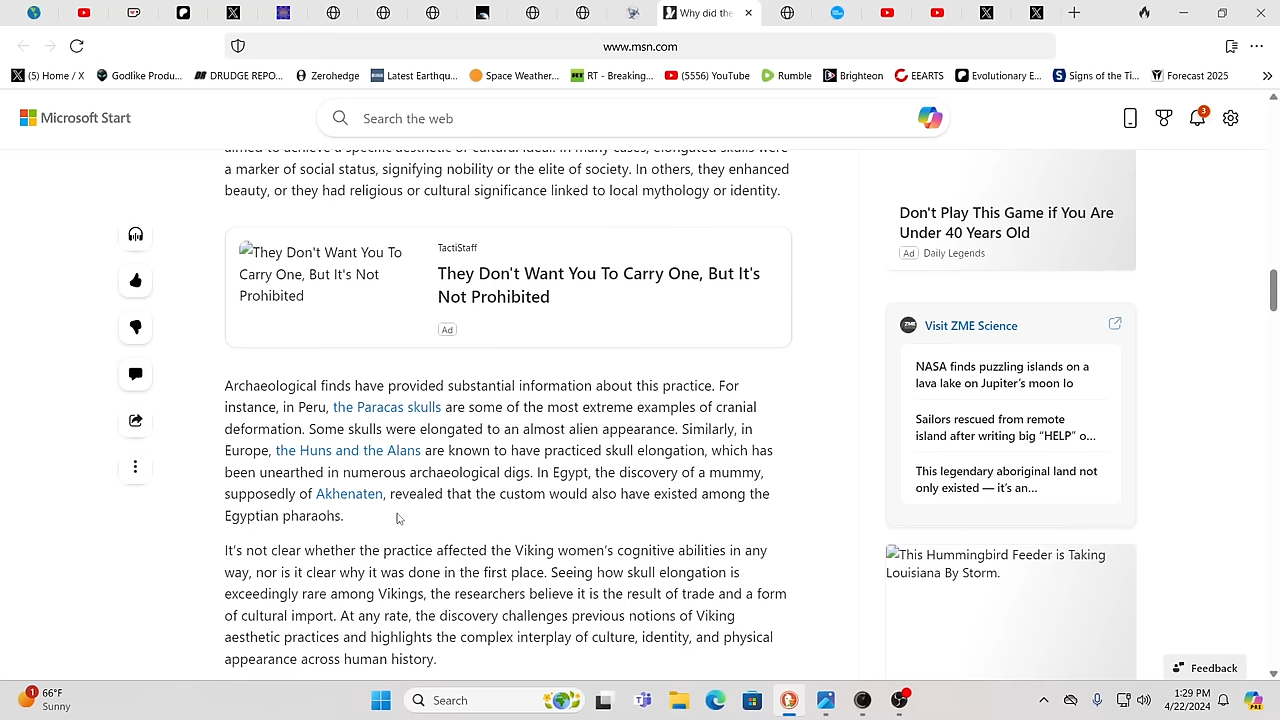 Why did the
www.msn.com
(5) Home / X
Godlike Produ...
DRUDGE REPO...
Zerohedge
Latest Earthqu...
Space Weather...
RT - Breaking...
(5556) YouTube
Rumble
Brighteon
EEARTS
Evolutionary E...
Signs of the Ti...
Forecast 2025
Microsoft Start
Search the web
3
a marker of social status, signifying nobility or the elite of society. In others, they enhanced
beauty, or they had religious or cultural significance linked to local mythology or identity.
They Don't Want You To
Carry One, But It's Not
Prohibited
TactiStaff
They Don't Want You To Carry One, But It's
Not Prohibited
Ad
Archaeological finds have provided substantial information about this practice. For
instance, in Peru, the Paracas skulls are some of the most extreme examples of cranial
deformation. Some skulls were elongated to an almost alien appearance. Similarly, in
Europe, the Huns and the Alans are known to have practiced skull elongation, which has
been unearthed in numerous archaeological digs. In Egypt, the discovery of a mummy,
supposedly of Akhenaten, revealed that the custom would also have existed among the
Egyptian pharaohs.
It's not clear whether the practice affected the Viking women's cognitive abilities in any
way, nor is it clear why it was done in the first place. Seeing how skull elongation is
exceedingly rare among Vikings, the researchers believe it is the result of trade and a form
of cultural import. At any rate, the discovery challenges previous notions of Viking
aesthetic practices and highlights the complex interplay of culture, identity, and physical
appearance across human history.
Don't Play This Game if You Are
Under 40 Years Old
Ad Daily Legends
Visit ZME Science
NASA finds puzzling islands on a
lava lake on Jupiter's moon Io
Sailors rescued from remote
island after writing big "HELP" o...
This legendary aboriginal land not
only existed — it's an...
This Hummingbird Feeder is Taking
Louisiana By Storm.
Feedback
1
66°F
Sunny
Search
1:29 PM
4/22/2024